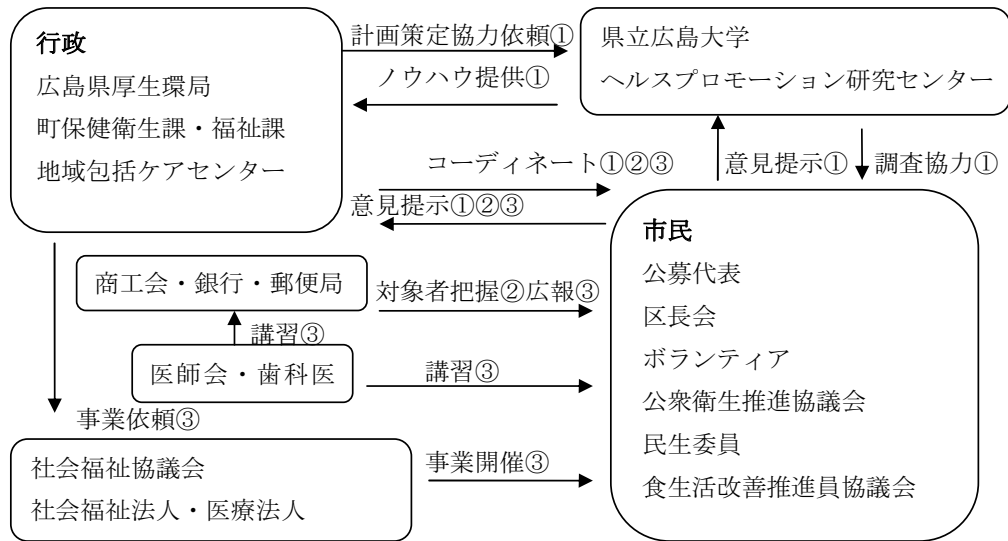 行政
広島県厚生環局
町保健衛生課・福祉課
地域包括ケアセンター
計画策定協力依頼①
ノウハウ提供①
県立広島大学
ヘルスプロモーション研究センター
コーディネート①②③
意見提示①②③
意見提示①
調査協力①
市民
公募代表
区長会
ボランティア
公衆衛生推進協議会
民生委員
食生活改善推進員協議会
商工会・銀行・郵便局
対象者把握②広報③
講習③
医師会・歯科医
講習③
事業依頼③
社会福祉協議会
社会福祉法人・医療法人
事業開催③